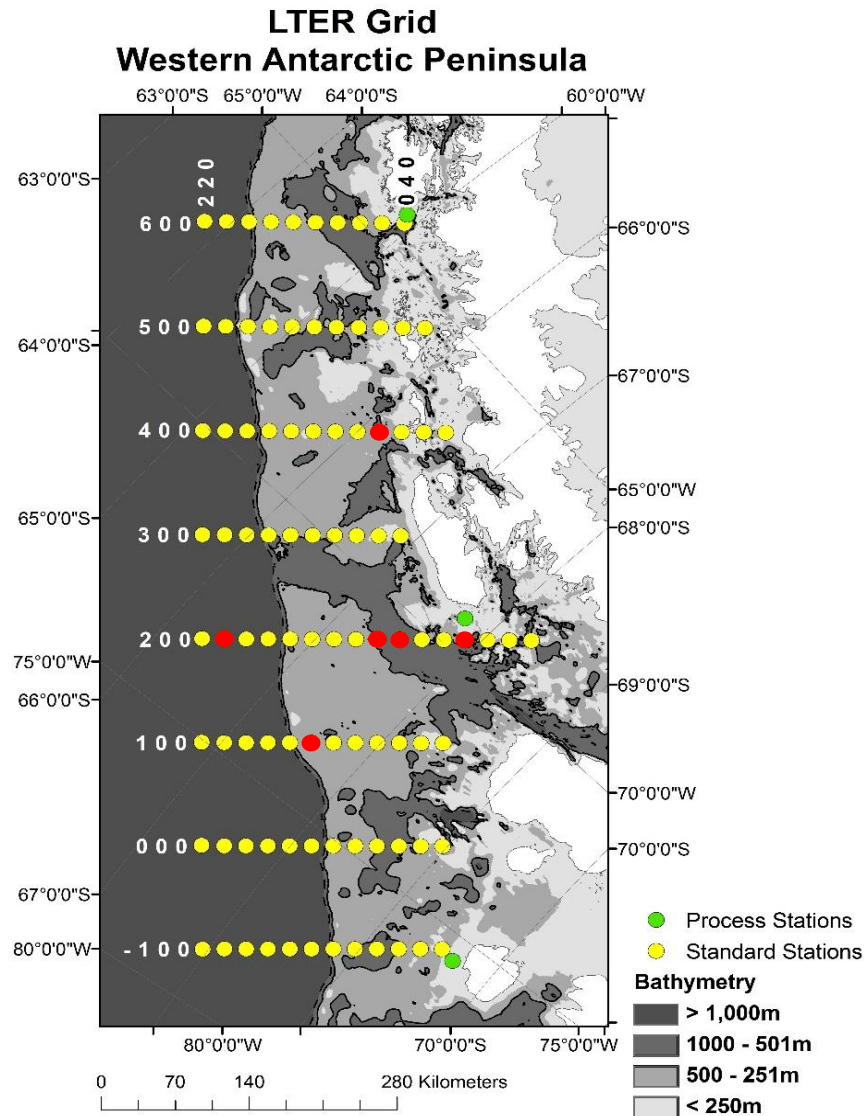 LTER Grid
Western Antarctic Peninsula
63°0'0"S 65°0'0"W 64°0'0"S 60°0'0"W
63°0'0"S
220
040
600
66°0'0"S
500
64°0'0"S
67°0'0"S
400
65°0'0"W
65°0'0"S
68°0'0"S
300
200
75°0'0"W
69°0'0"S
66°0'0"S
100
70°0'0"W
000
70°0'0"S
67°0'0"S
Process Stations
80°0'0"W
-100
Standard Stations
Bathymetry
> 1,000m
1000 - 501m
500 - 251m
< 250m
80°0'0"W 70°0'0"S 75°0'0"W
0 70 140 280 Kilometers